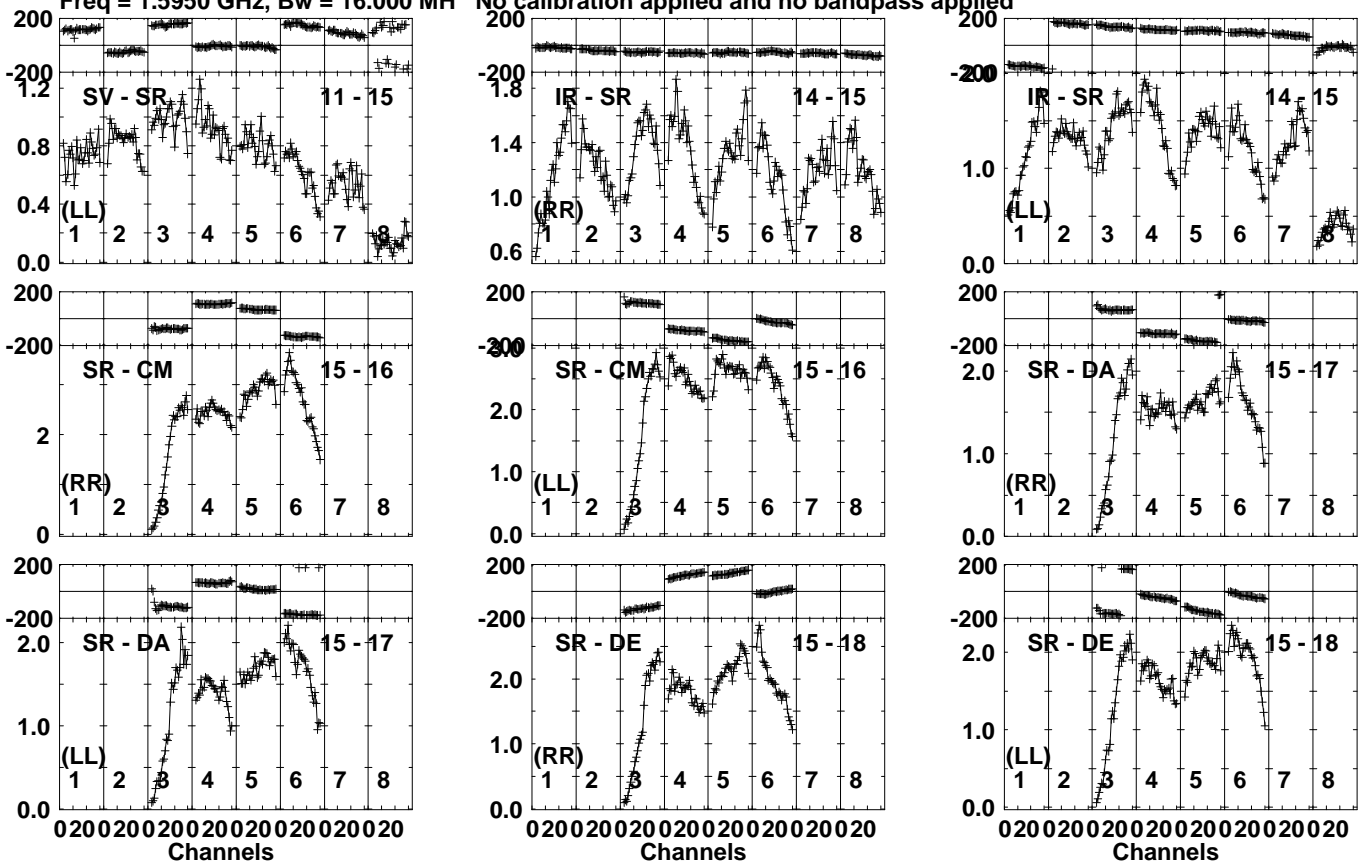 Freq = 1.5950 GHz, Bw = 16.000 MH No calibration applied and no bandpass applied
200 200 200
-200 -200 -200
1.2 SV - SR 11 - 15 1.8 IR - SR 14 - 15 2.0 IR - SR 14 - 15
0.8 1.4 1.0
0.4 1.0
(LL) (RR) (LL)
1 2 3 4 5 6 7 8 0.6 1 2 3 4 5 6 7 8 1 2 3 4 5 6 7 8
0.0 0.0
200 200 200
-200 -200 -200
SR - CM 15 - 16 3.0 SR - CM 15 - 16 2.0 SR - DA 15 - 17
2 2.0 1.0
(RR) 1.0 (LL) (RR)
1 2 3 4 5 6 7 8 1 2 3 4 5 6 7 8 1 2 3 4 5 6 7 8
0 0.0 0.0
200 200 200
-200 -200 -200
2.0 SR - DA 15 - 17 SR - DE 15 - 18 2.0 SR - DE 15 - 18
2.0
1.0 1.0 1.0
(LL) (RR) (LL)
1 2 3 4 5 6 7 8 1 2 3 4 5 6 7 8 1 2 3 4 5 6 7 8
0.0 0.0 0.0
0 20 0 20 0 20 0 20 0 20 0 20 0 20 0 20 0 20 0 20 0 20 0 20 0 20 0 20 0 20 0 20 0 20 0 20 0 20 0 20 0 20 0 20 0 20 0 20
Channels Channels Channels